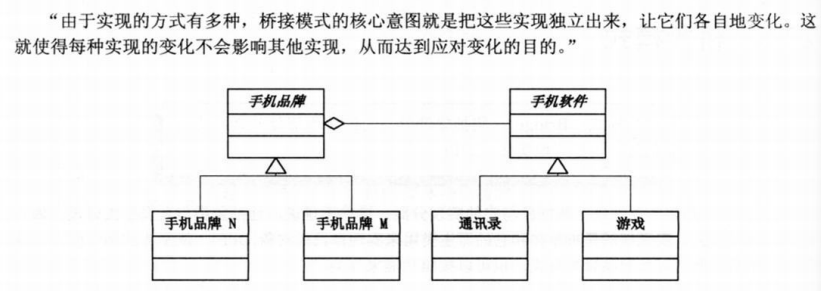 “由于实现的方式有多种，桥接模式的核心意图就是把这些实现独立出来，让它们各自地变化。这
就使得每种实现的变化不会影响其他实现，从而达到应对变化的目的。”
手机品牌
手机软件
手机品牌 N
手机品牌 M
通讯录
游戏